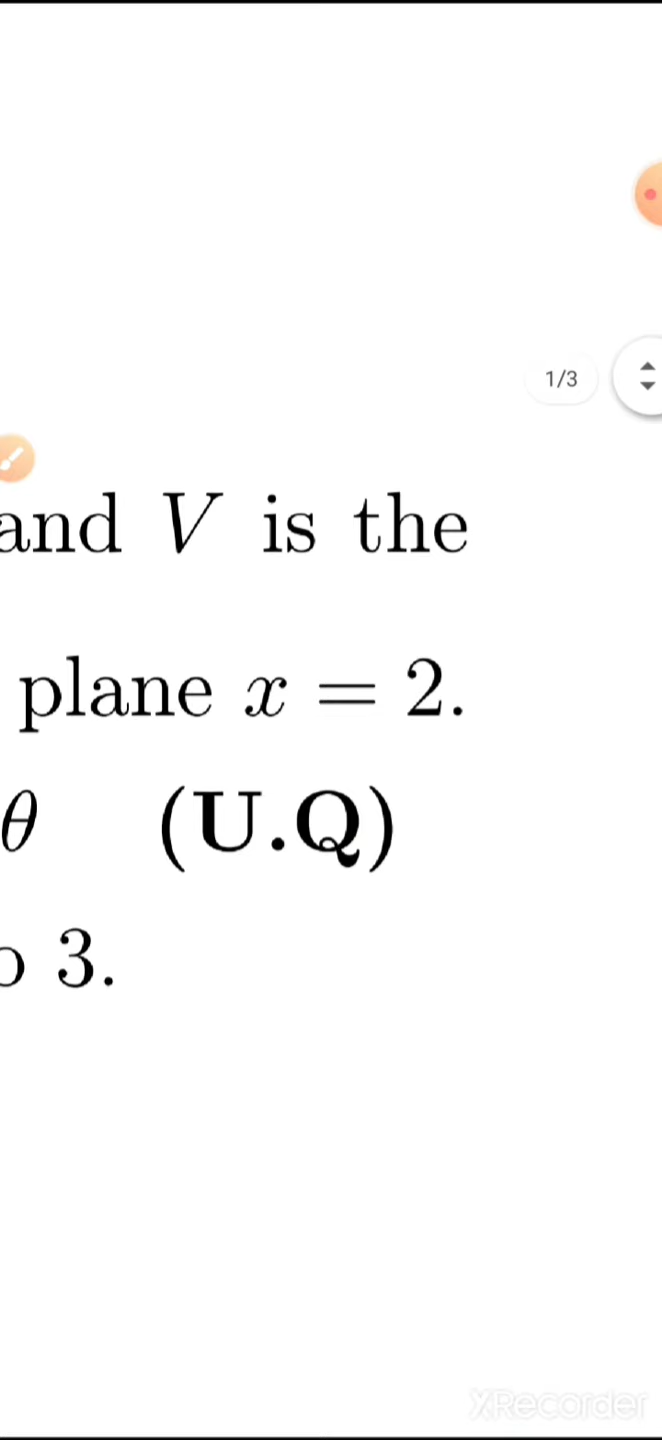 1/3
and V is the
plane x = 2.
θ (U.Q)
3.
XRecorder